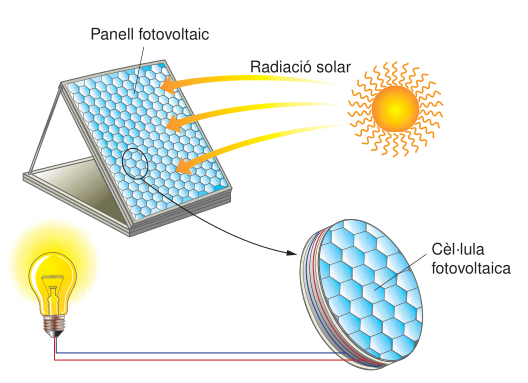 Panell fotovoltaic
Radiació solar
Cèl·lula
fotovoltaica